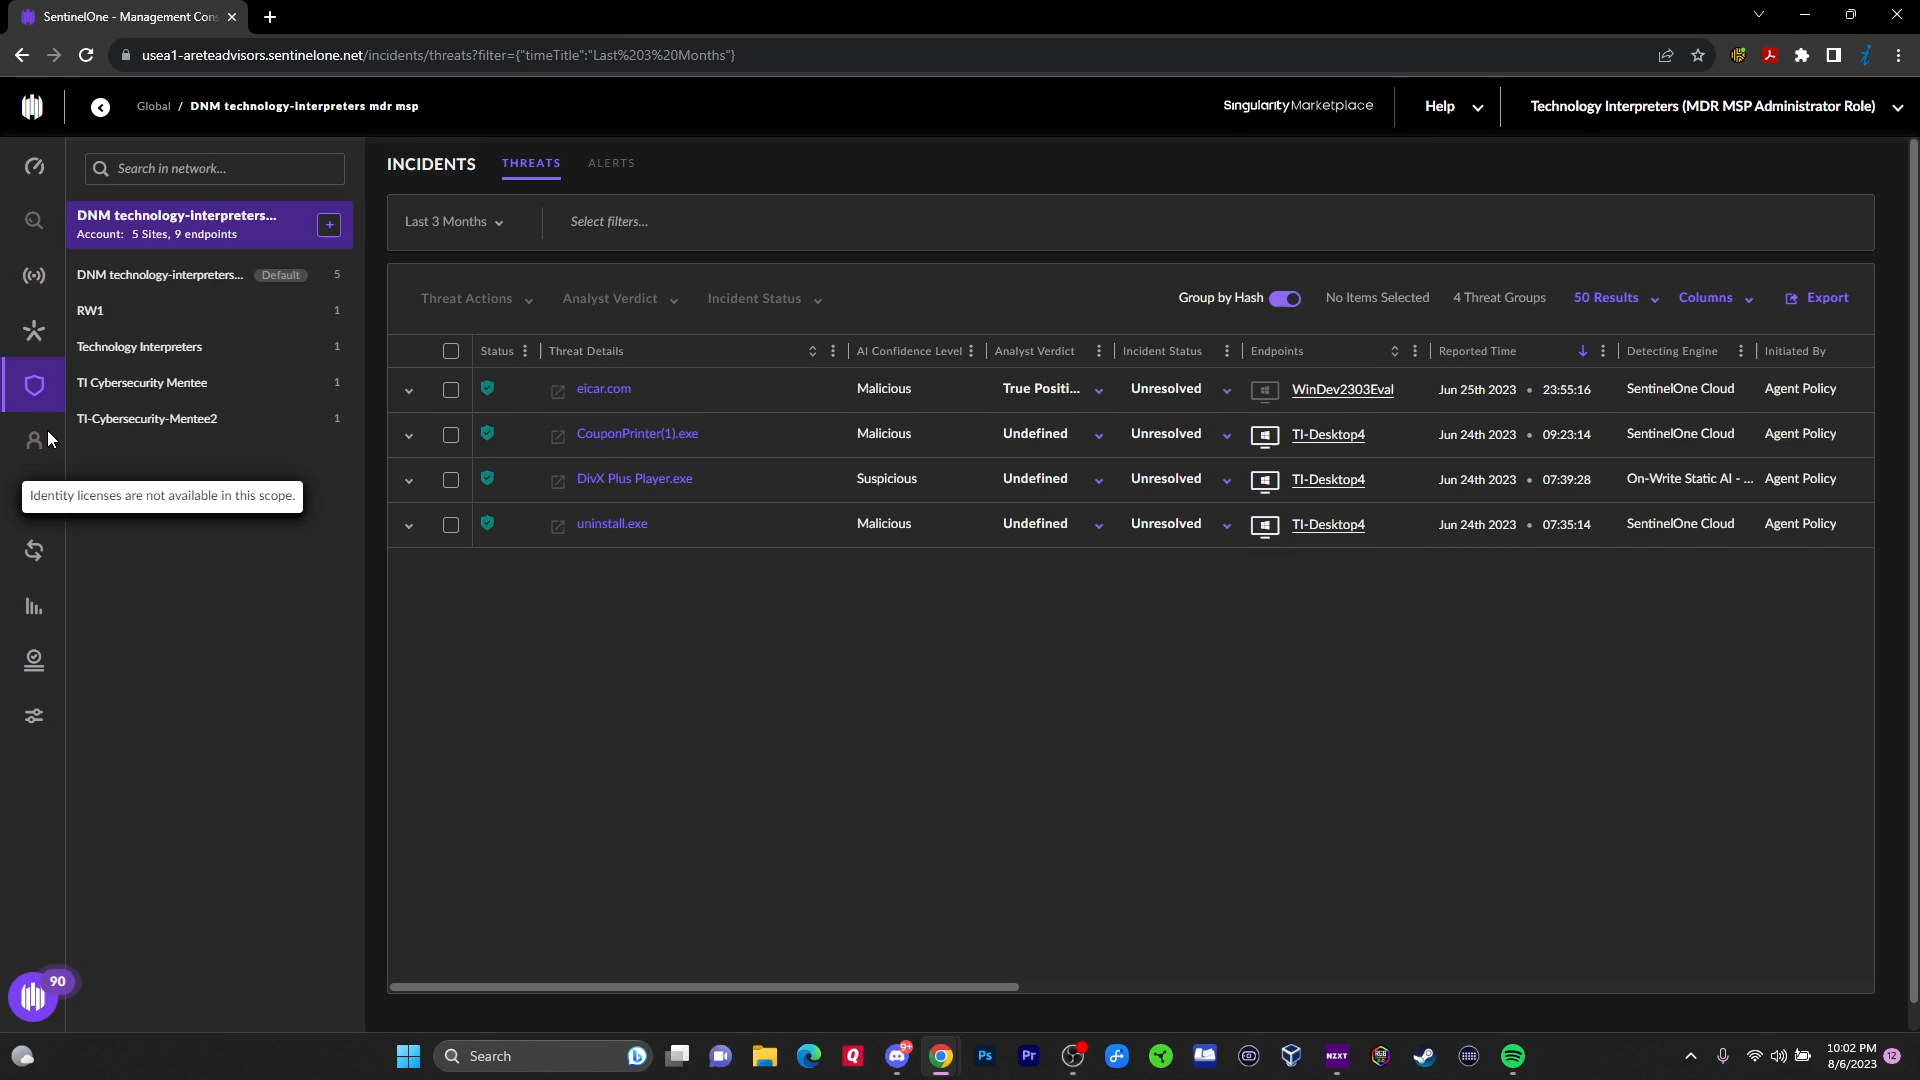 SentinelOne - Management Con
usea1-areteadvisors.sentinelone.net/incidents/threats?filter={"timeTitle":"Last%203%20Months"}
Global / DNM technology-interpreters mdr msp
Singularity Marketplace
Help
Technology Interpreters (MDR MSP Administrator Role)
Search in network...
DNM technology-interpreters...
Account: 5 Sites, 9 endpoints
+
DNM technology-interpreters... Default 5
RW1 1
Technology Interpreters 1
TI Cybersecurity Mentee 1
TI-Cybersecurity-Mentee2 1
Identity licenses are not available in this scope.
90
INCIDENTS THREATS ALERTS
Last 3 Months Select filters...
Threat Actions Analyst Verdict Incident Status Group by Hash No Items Selected 4 Threat Groups 50 Results Columns Export
Status Threat Details AI Confidence Level Analyst Verdict Incident Status Endpoints Reported Time Detecting Engine Initiated By
eicar.com Malicious True Positi... Unresolved WinDev2303Eval Jun 25th 2023 • 23:55:16 SentinelOne Cloud Agent Policy
CouponPrinter(1).exe Malicious Undefined Unresolved TI-Desktop4 Jun 24th 2023 • 09:23:14 SentinelOne Cloud Agent Policy
DivX Plus Player.exe Suspicious Undefined Unresolved TI-Desktop4 Jun 24th 2023 • 07:39:28 On-Write Static AI - ... Agent Policy
uninstall.exe Malicious Undefined Unresolved TI-Desktop4 Jun 24th 2023 • 07:35:14 SentinelOne Cloud Agent Policy
Search
Q
9+
Ps
Pr
NZXT
10:02 PM
8/6/2023
12